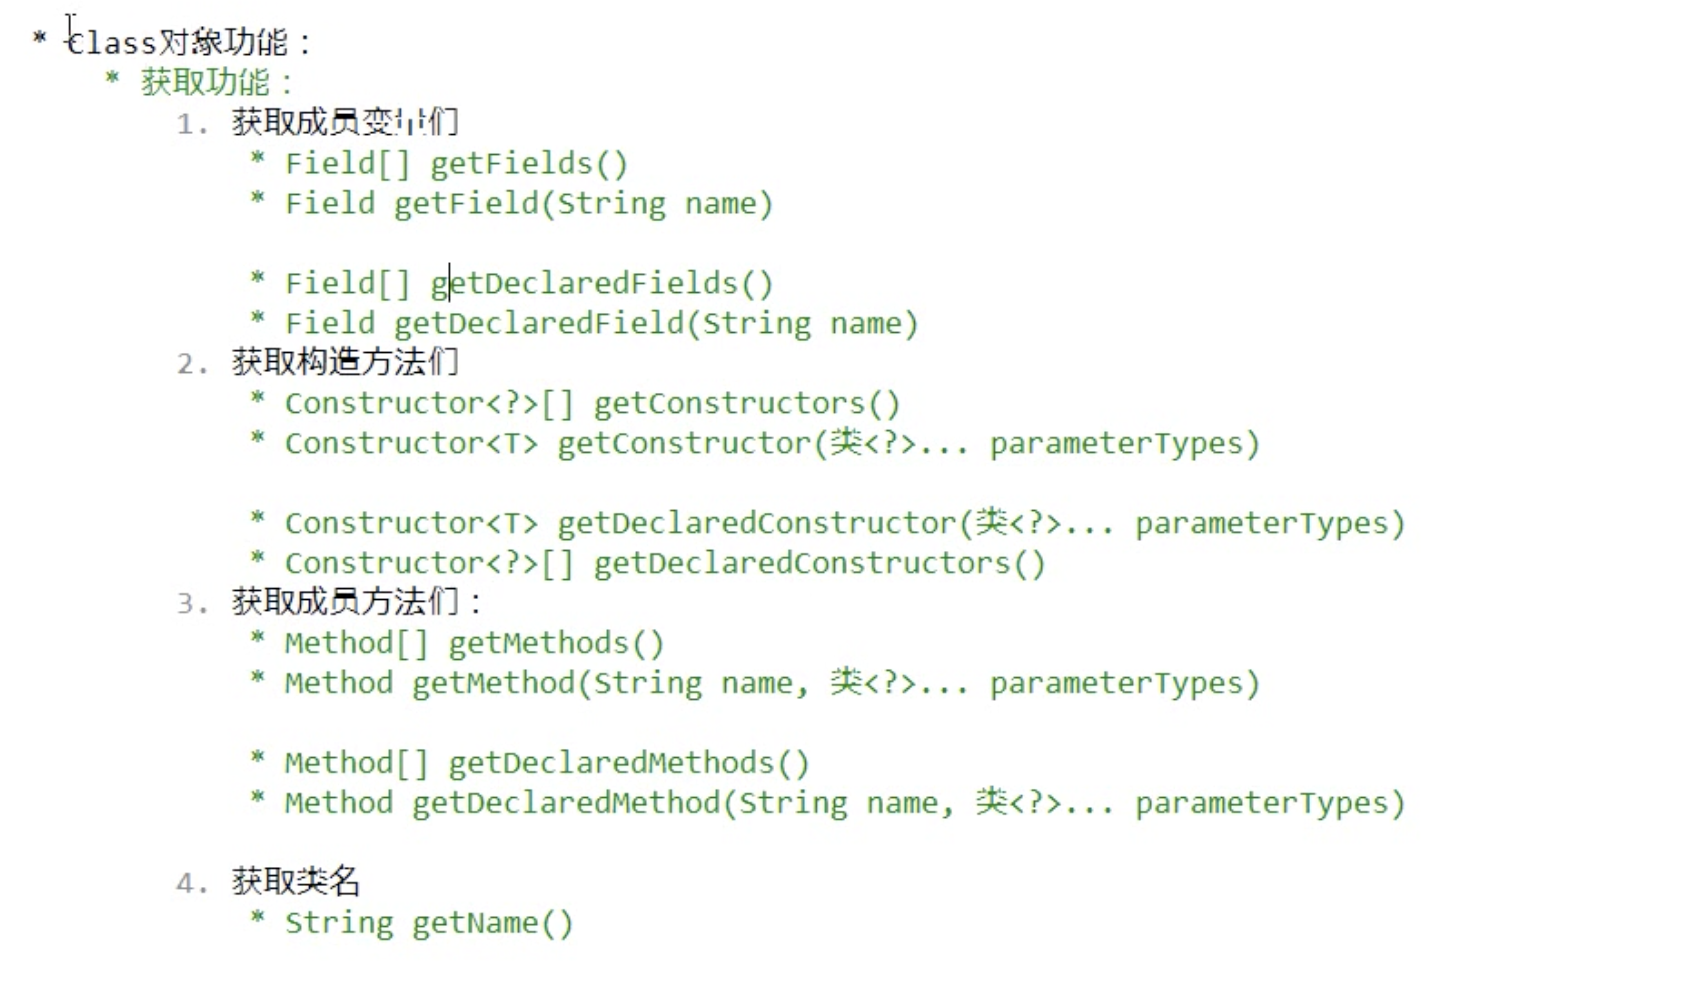 * Class对象功能：
* 获取功能：
1. 获取成员变量们
* Field[] getFields()
* Field getField(String name)
* Field[] getDeclaredFields()
* Field getDeclaredField(String name)
2. 获取构造方法们
* Constructor<?>[] getConstructors()
* Constructor<T> getConstructor(类<?>... parameterTypes)
* Constructor<T> getDeclaredConstructor(类<?>... parameterTypes)
* Constructor<?>[] getDeclaredConstructors()
3. 获取成员方法们：
* Method[] getMethods()
* Method getMethod(String name, 类<?>... parameterTypes)
* Method[] getDeclaredMethods()
* Method getDeclaredMethod(String name, 类<?>... parameterTypes)
4. 获取类名
* String getName()